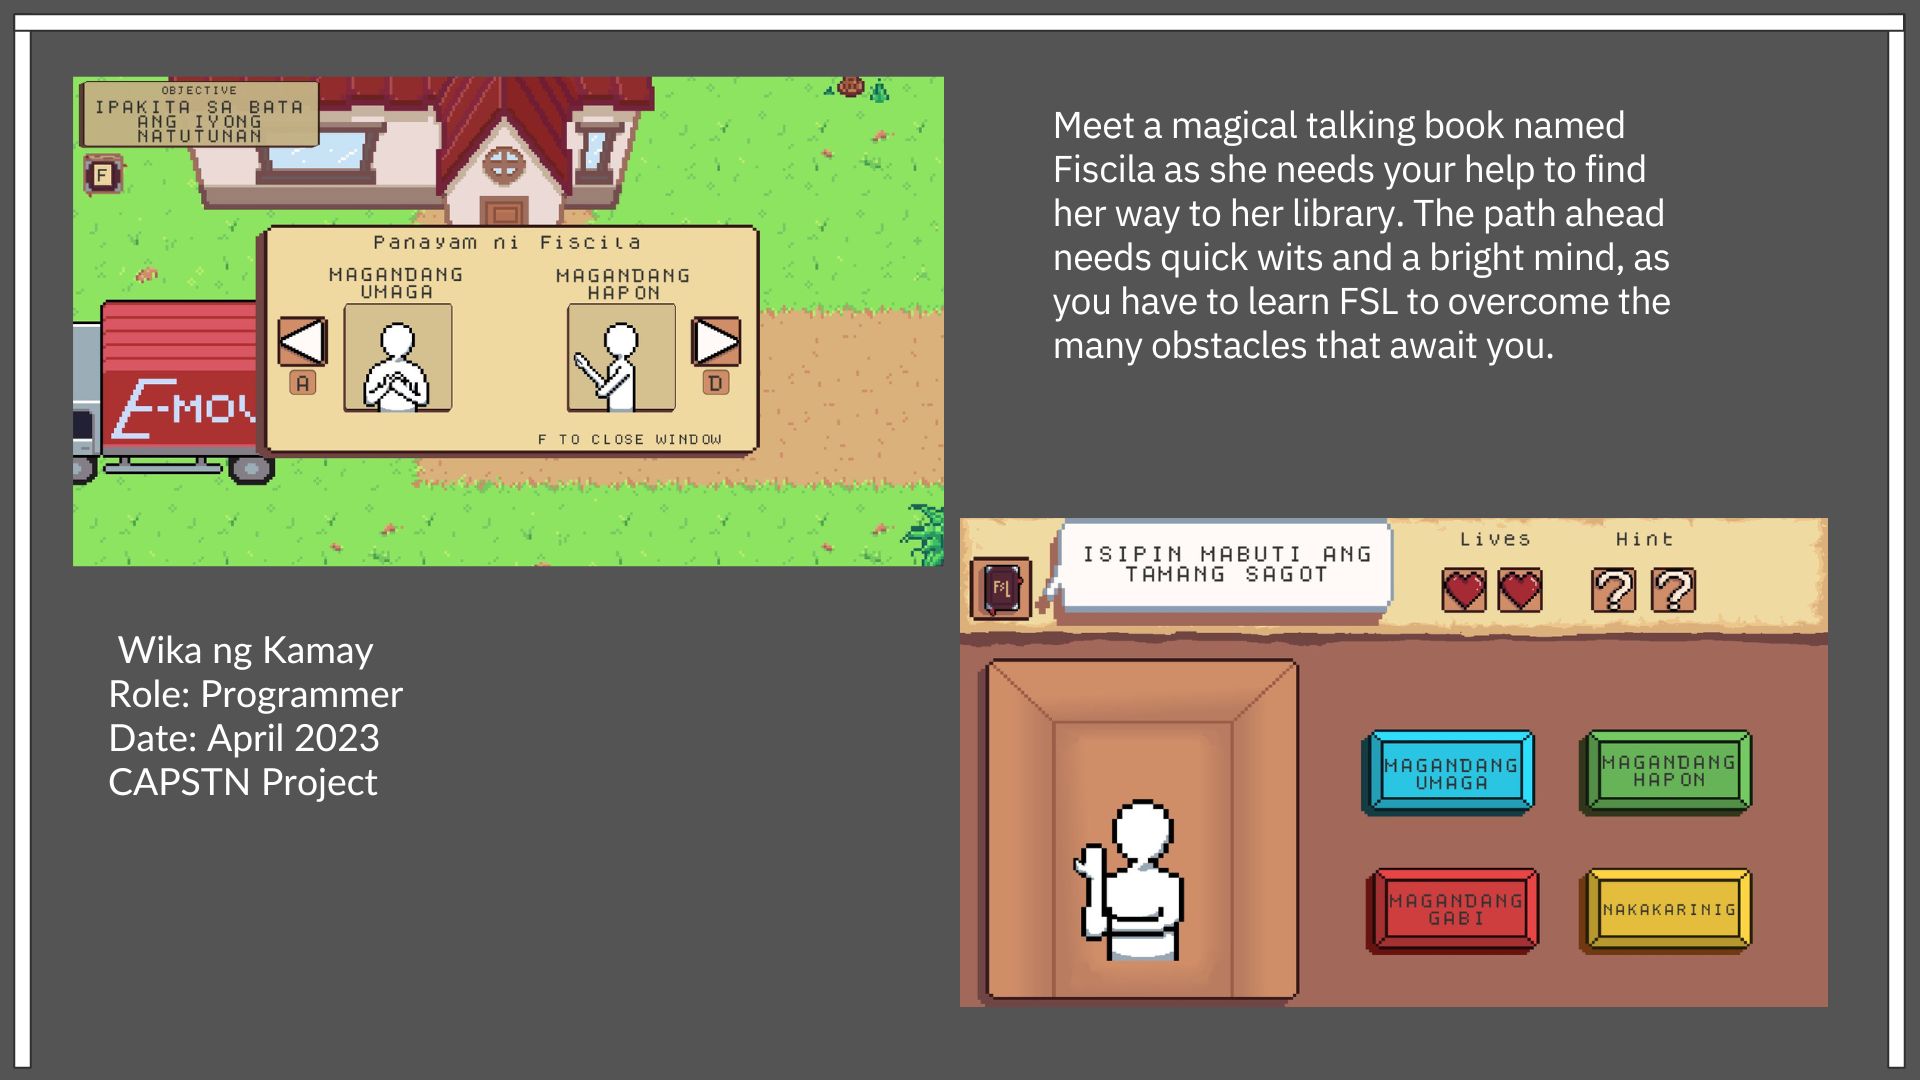 OBJECTIVE
IPAKITA SA BATA
ANG IYONG
NATUTUNAN
F
Panayam ni Fiscila
MAGANDANG
UMAGA
MAGANDANG
HAPON
A
D
F TO CLOSE WINDOW
E-MOV
Meet a magical talking book named
Fiscila as she needs your help to find
her way to her library. The path ahead
needs quick wits and a bright mind, as
you have to learn FSL to overcome the
many obstacles that await you.
Wika ng Kamay
Role: Programmer
Date: April 2023
CAPSTN Project
FSL
ISIPIN MABUTI ANG
TAMANG SAGOT
Lives
Hint
? ?
MAGANDANG
UMAGA
MAGANDANG
HAPON
MAGANDANG
GABI
NAKAKARINIG